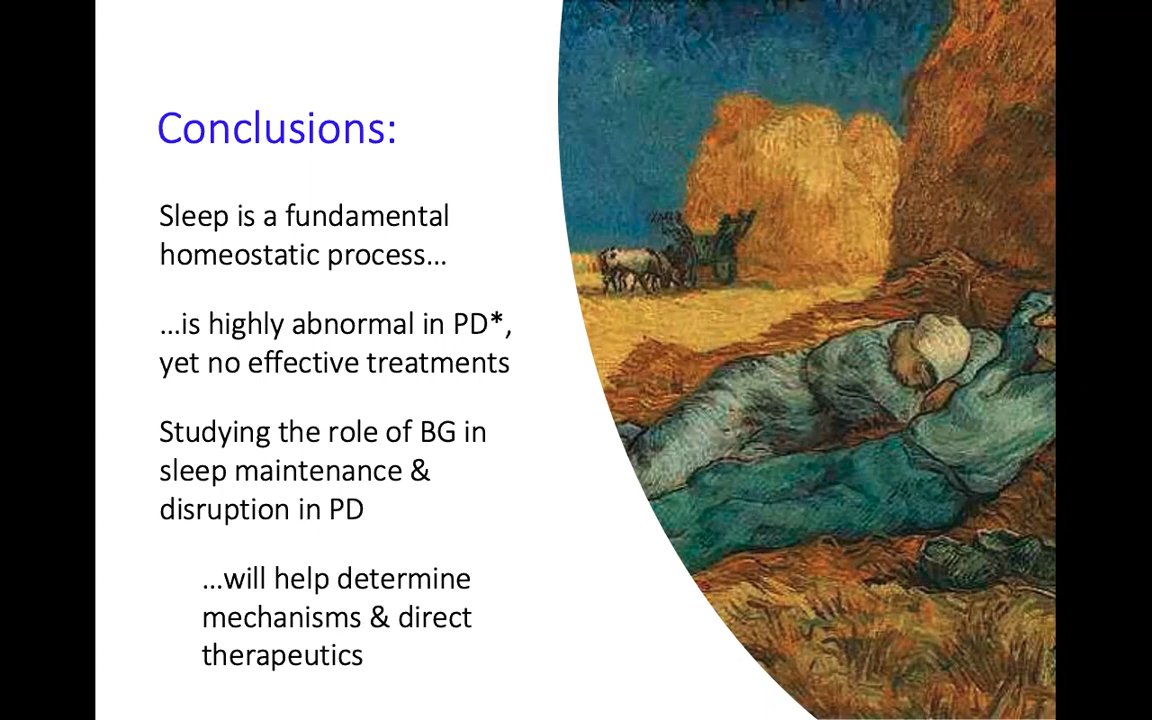 Conclusions:
Sleep is a fundamental
homeostatic process...
...is highly abnormal in PD*,
yet no effective treatments
Studying the role of BG in
sleep maintenance &
disruption in PD
...will help determine
mechanisms & direct
therapeutics